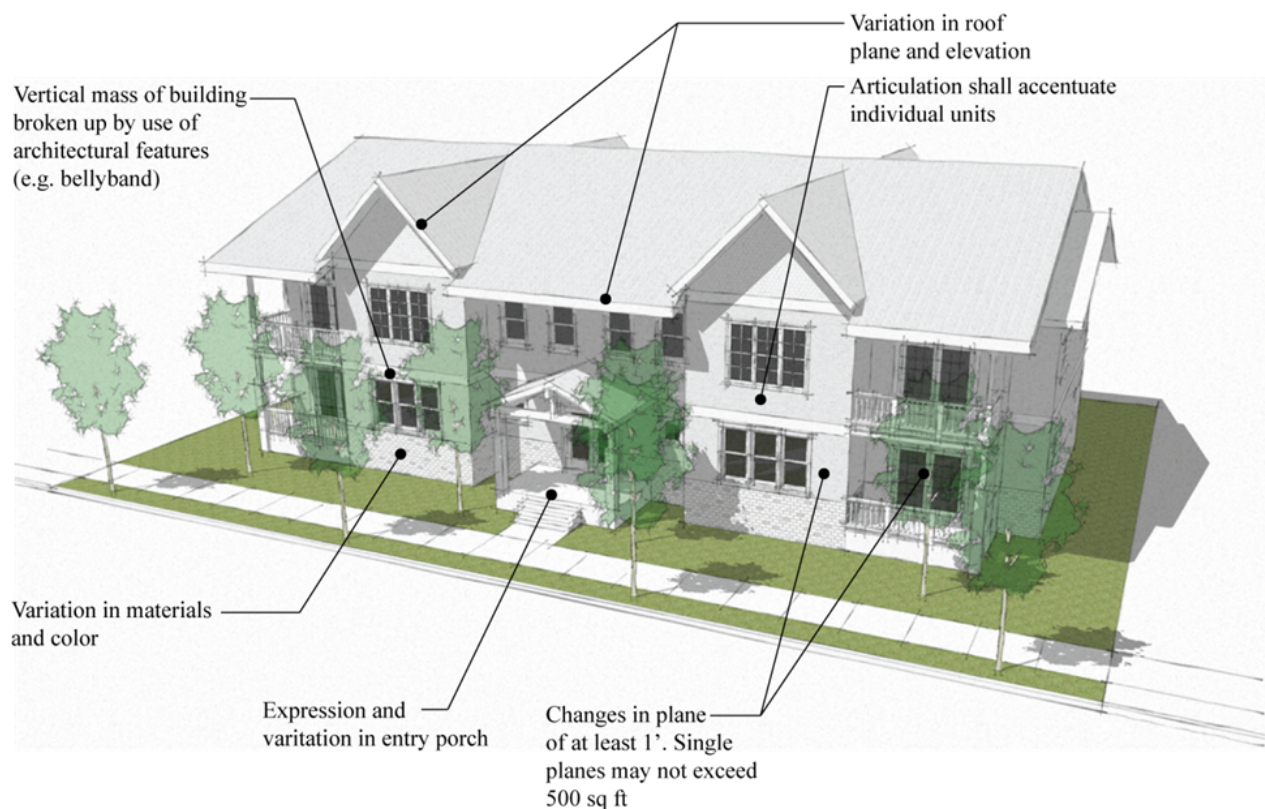 Variation in roof
plane and elevation
Articulation shall accentuate
individual units
Vertical mass of building
broken up by use of
architectural features
(e.g. bellyband)
Variation in materials
and color
Expression and
varitation in entry porch
Changes in plane
of at least 1’. Single
planes may not exceed
500 sq ft